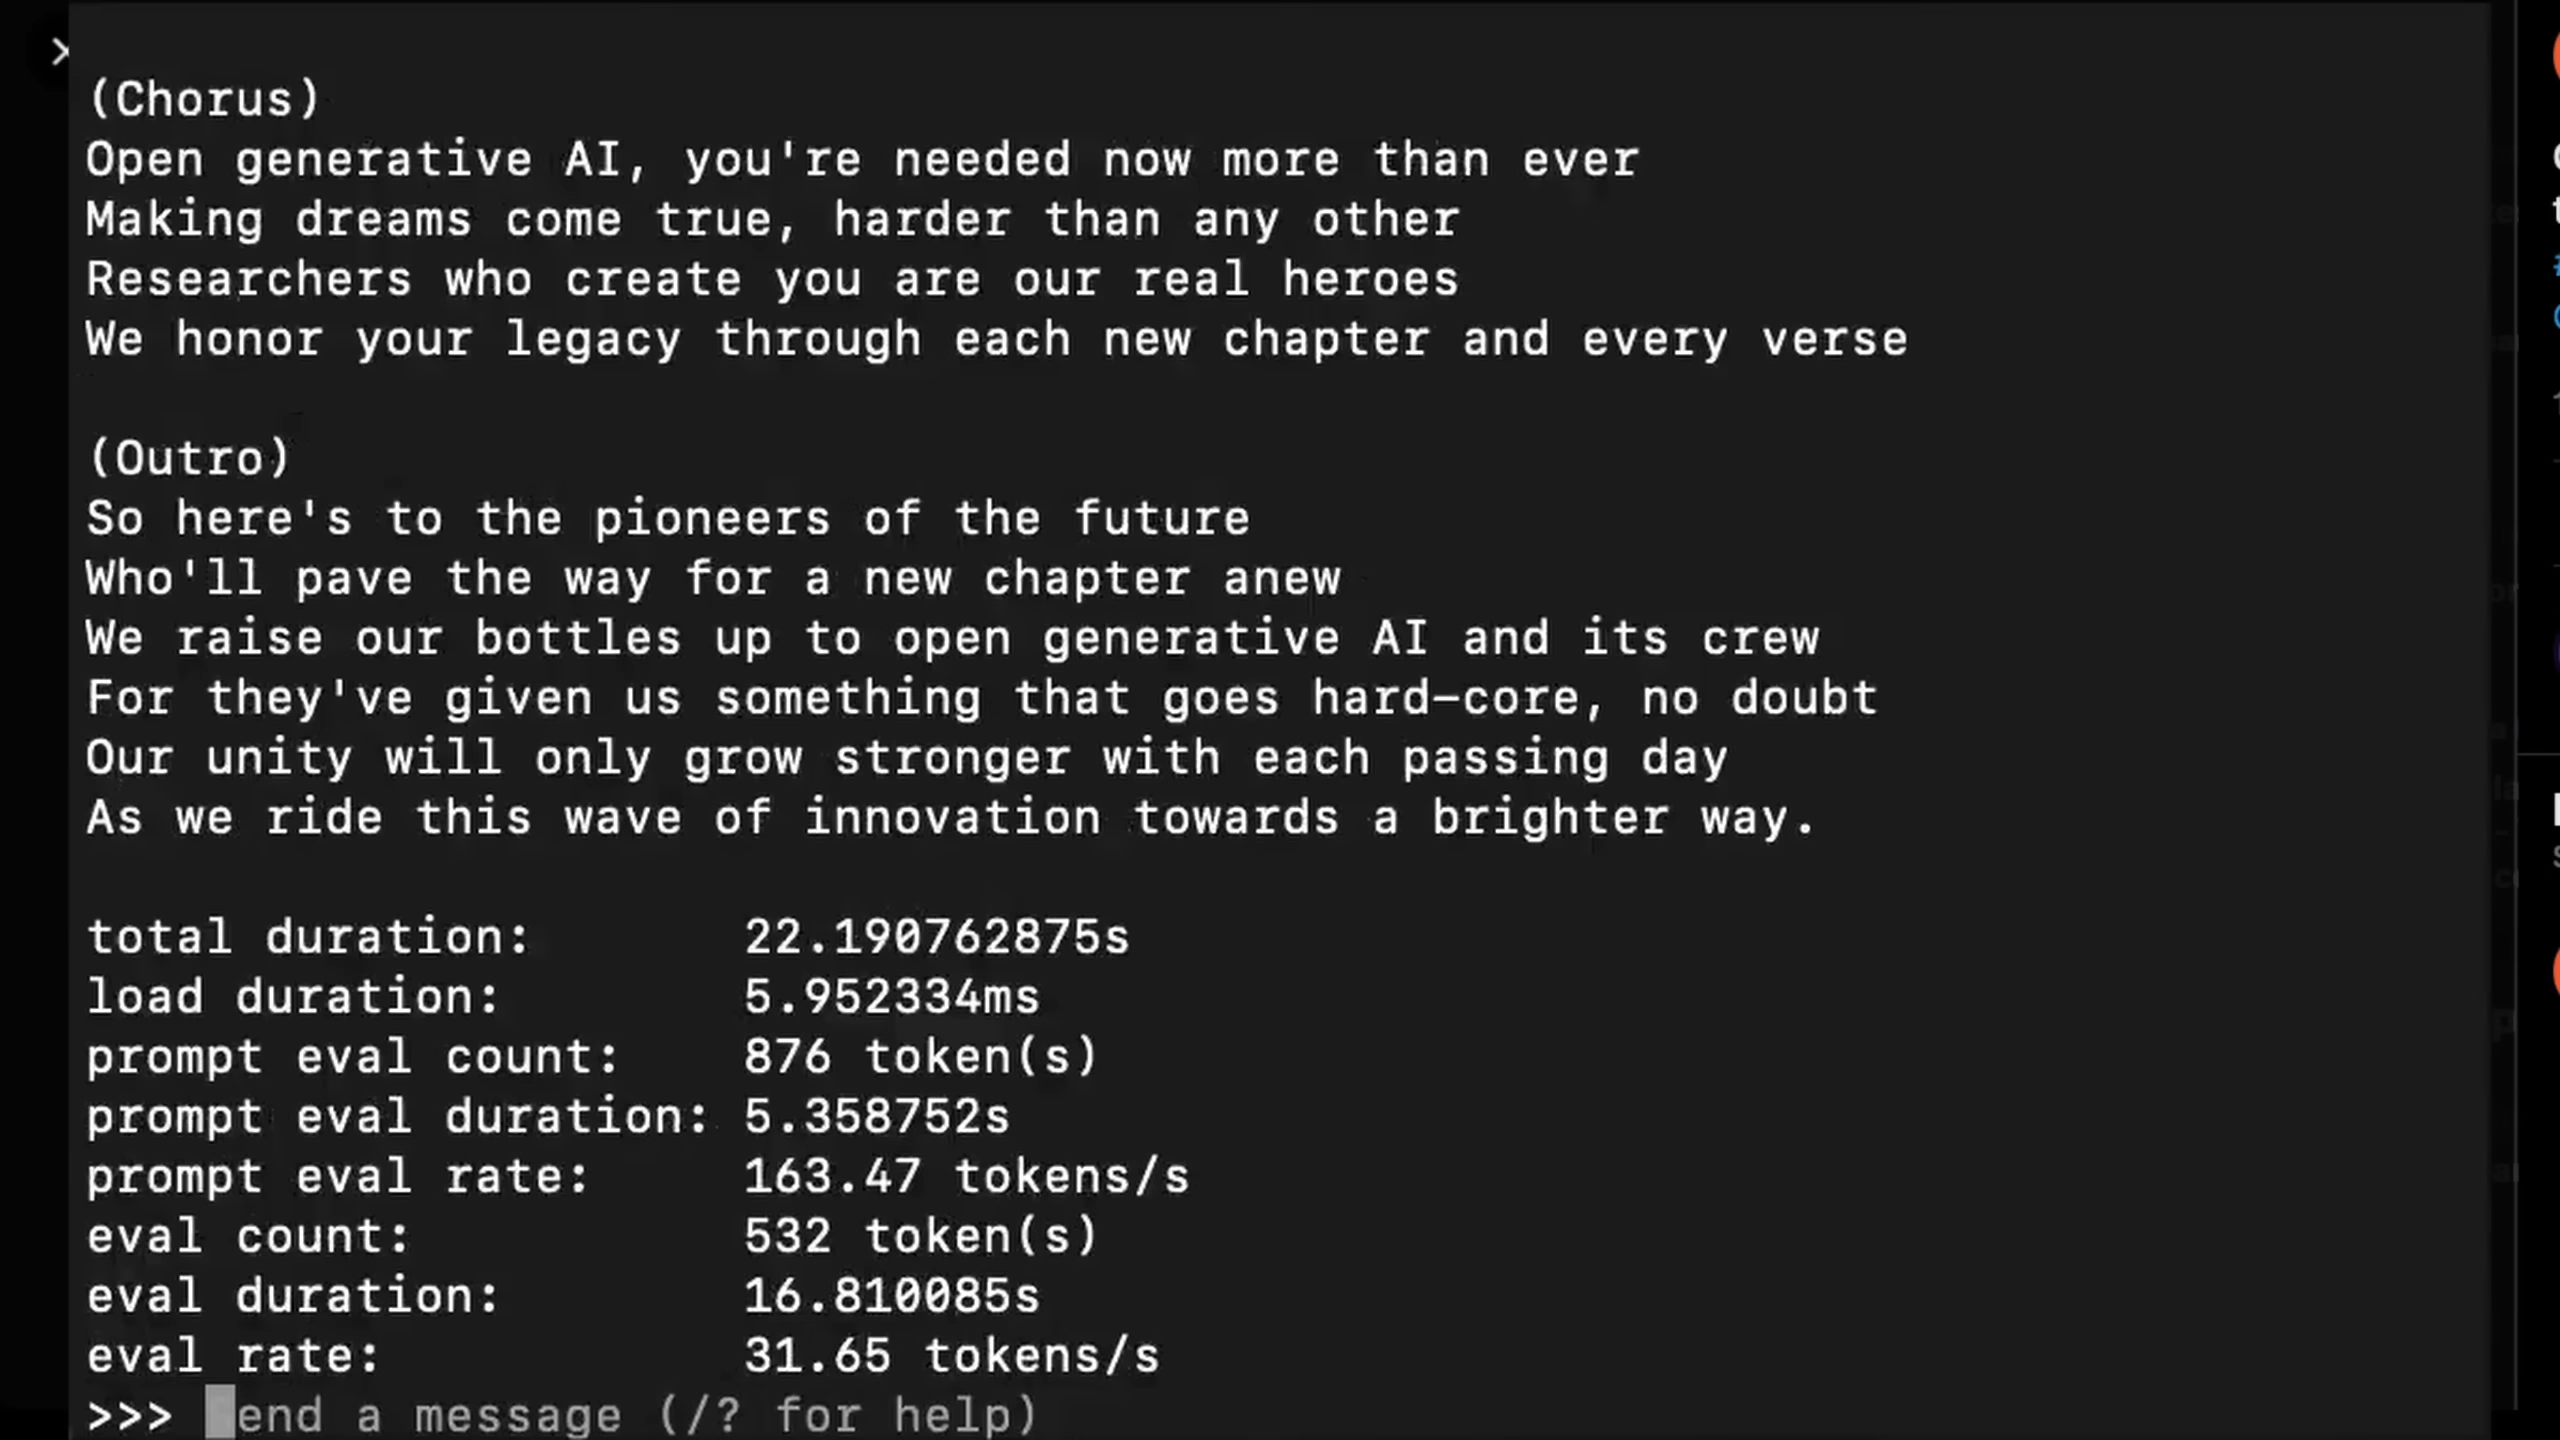 (Chorus)
Open generative AI, you're needed now more than ever
Making dreams come true, harder than any other
Researchers who create you are our real heroes
We honor your legacy through each new chapter and every verse
(Outro)
So here's to the pioneers of the future
Who'll pave the way for a new chapter anew
We raise our bottles up to open generative AI and its crew
For they've given us something that goes hard-core, no doubt
Our unity will only grow stronger with each passing day
As we ride this wave of innovation towards a brighter way.
total duration: 22.190762875s
load duration: 5.952334ms
prompt eval count: 876 token(s)
prompt eval duration: 5.358752s
prompt eval rate: 163.47 tokens/s
eval count: 532 token(s)
eval duration: 16.810085s
eval rate: 31.65 tokens/s
>>> end a message (/? for help)